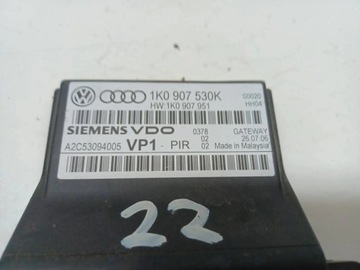 1K0 907 530K S0020
HW:1K0 907 951 HH04
SIEMENS VDO 0378 GATEWAY
02 26.07.06
A2C53094005 VP1 - PIR 02 Made in Malaysia
22